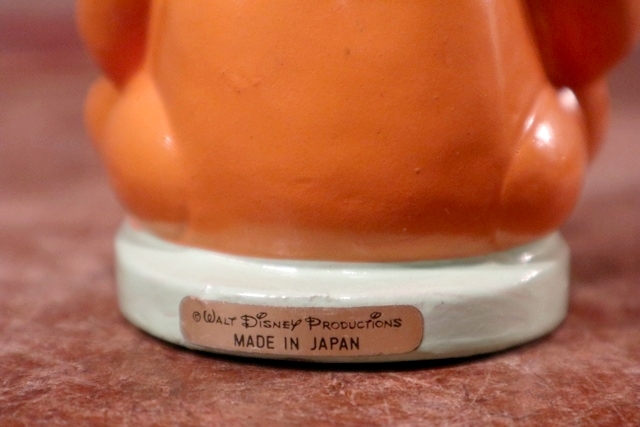 © Walt Disney Productions
MADE IN JAPAN